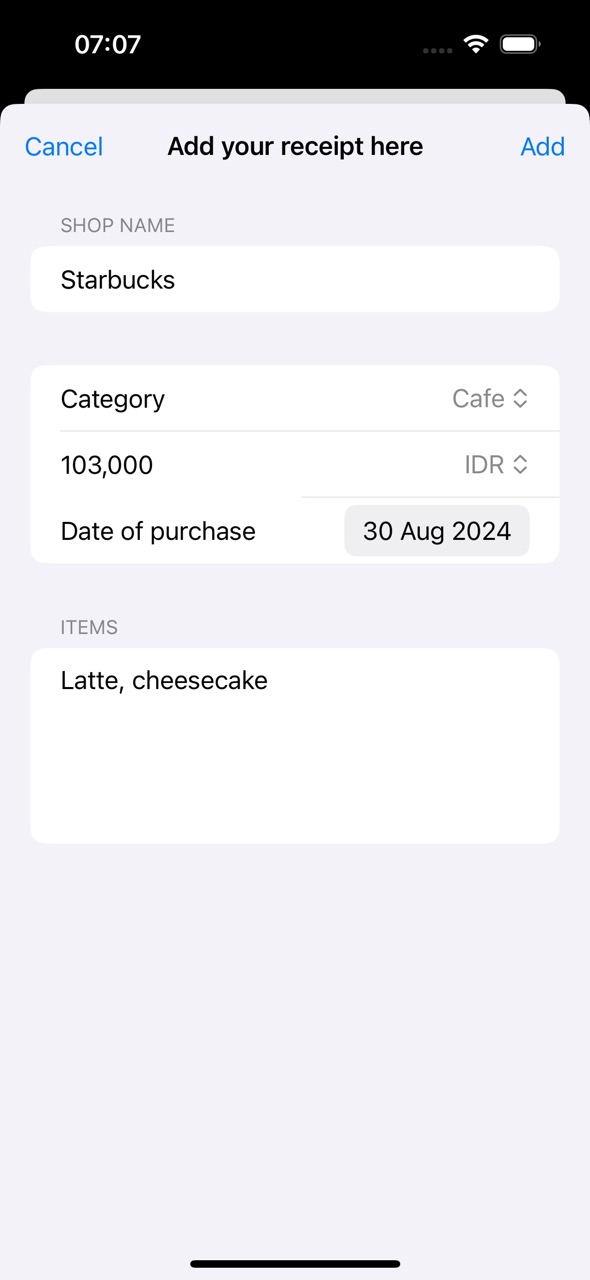 07:07
Cancel Add your receipt here Add
SHOP NAME
Starbucks
Category Cafe
103,000 IDR
Date of purchase 30 Aug 2024
ITEMS
Latte, cheesecake